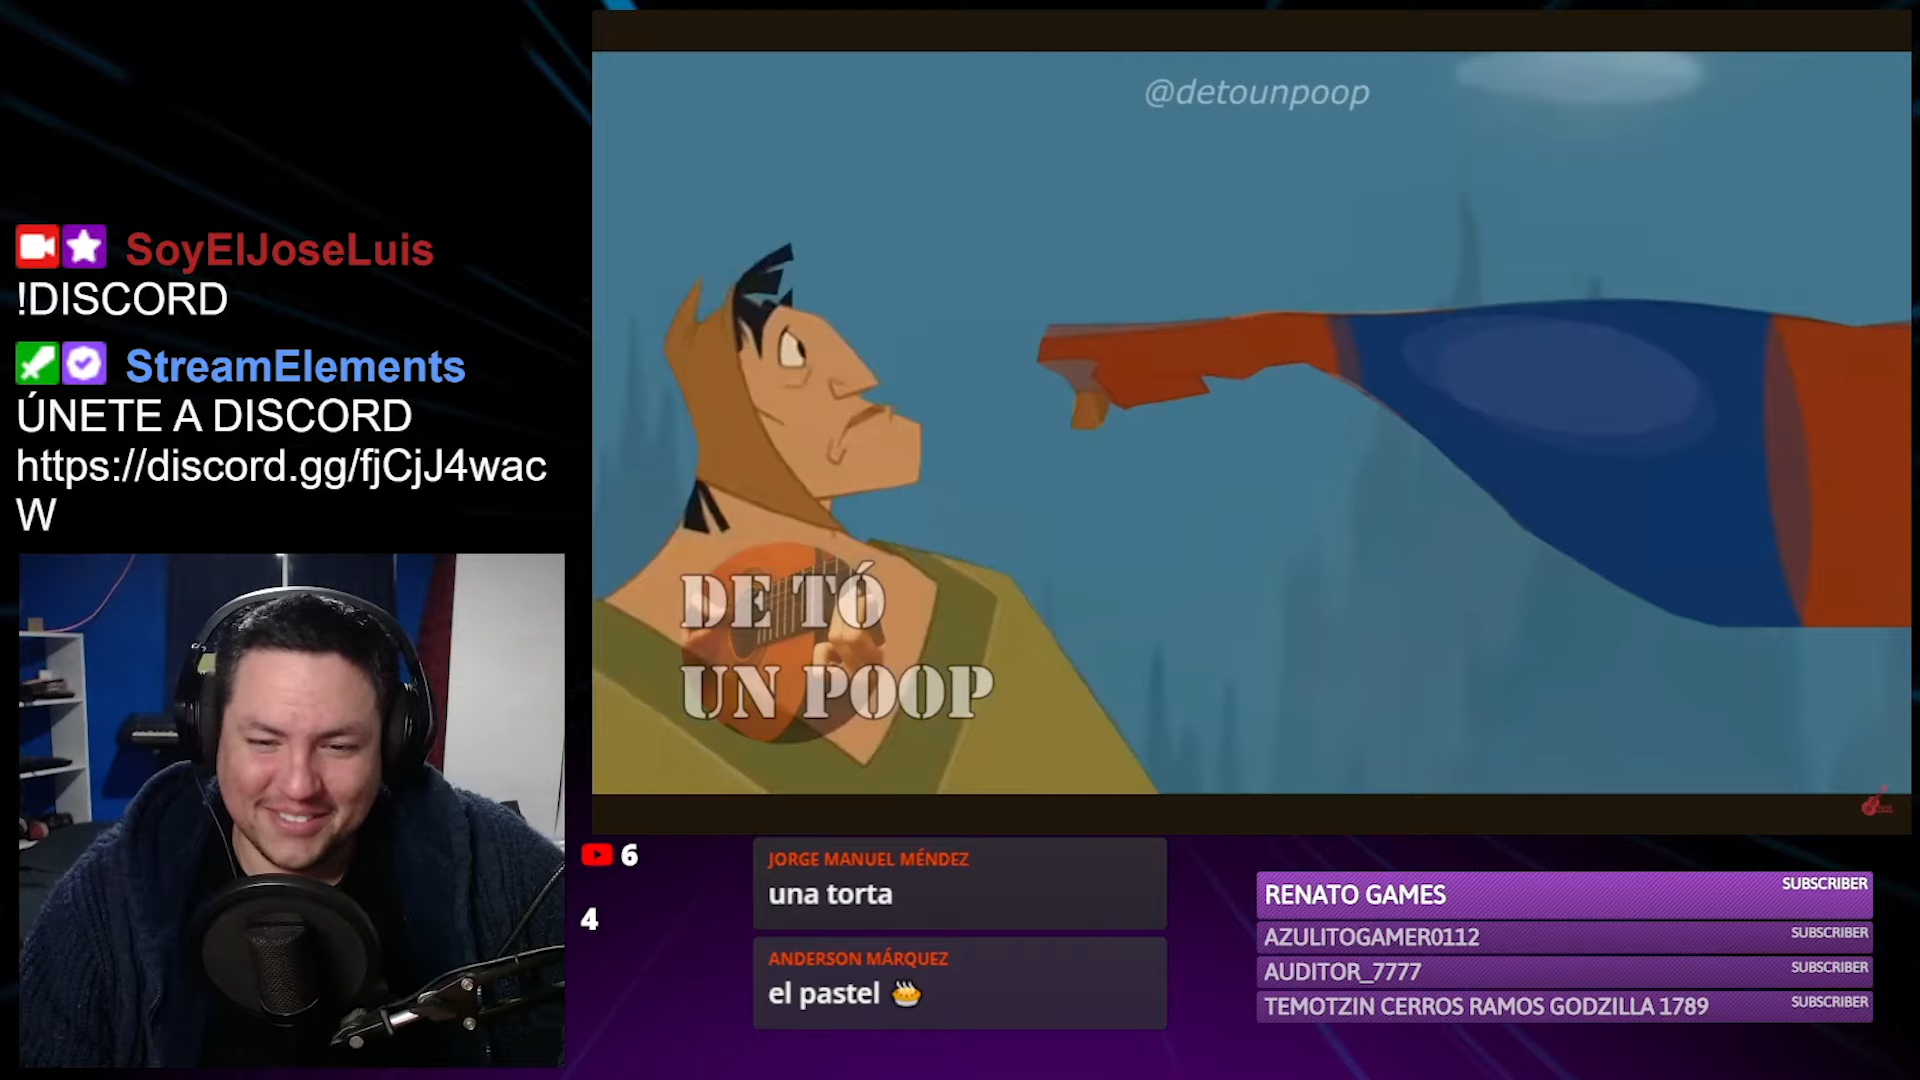 SoyElJoseLuis
!DISCORD
StreamElements
ÚNETE A DISCORD
https://discord.gg/fjCjJ4wac
W
@detounpoop
DE TÓ
UN POOP
6
4
JORGE MANUEL MÉNDEZ
una torta
ANDERSON MÁRQUEZ
el pastel
RENATO GAMES SUBSCRIBER
AZULITOGAMER0112 SUBSCRIBER
AUDITOR_7777 SUBSCRIBER
TEMOTZIN CERROS RAMOS GODZILLA 1789 SUBSCRIBER